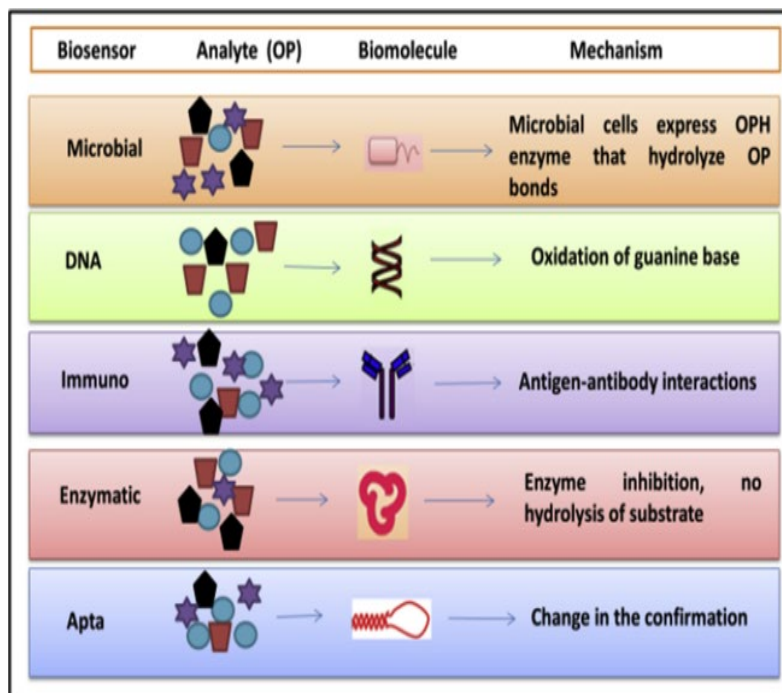 Biosensor Analyte (OP) Biomolecule Mechanism
Microbial
Microbial cells express OPH
enzyme that hydrolyze OP
bonds
DNA
Oxidation of guanine base
Immuno
Antigen-antibody interactions
Enzymatic
Enzyme inhibition, no
hydrolysis of substrate
Apta
Change in the confirmation